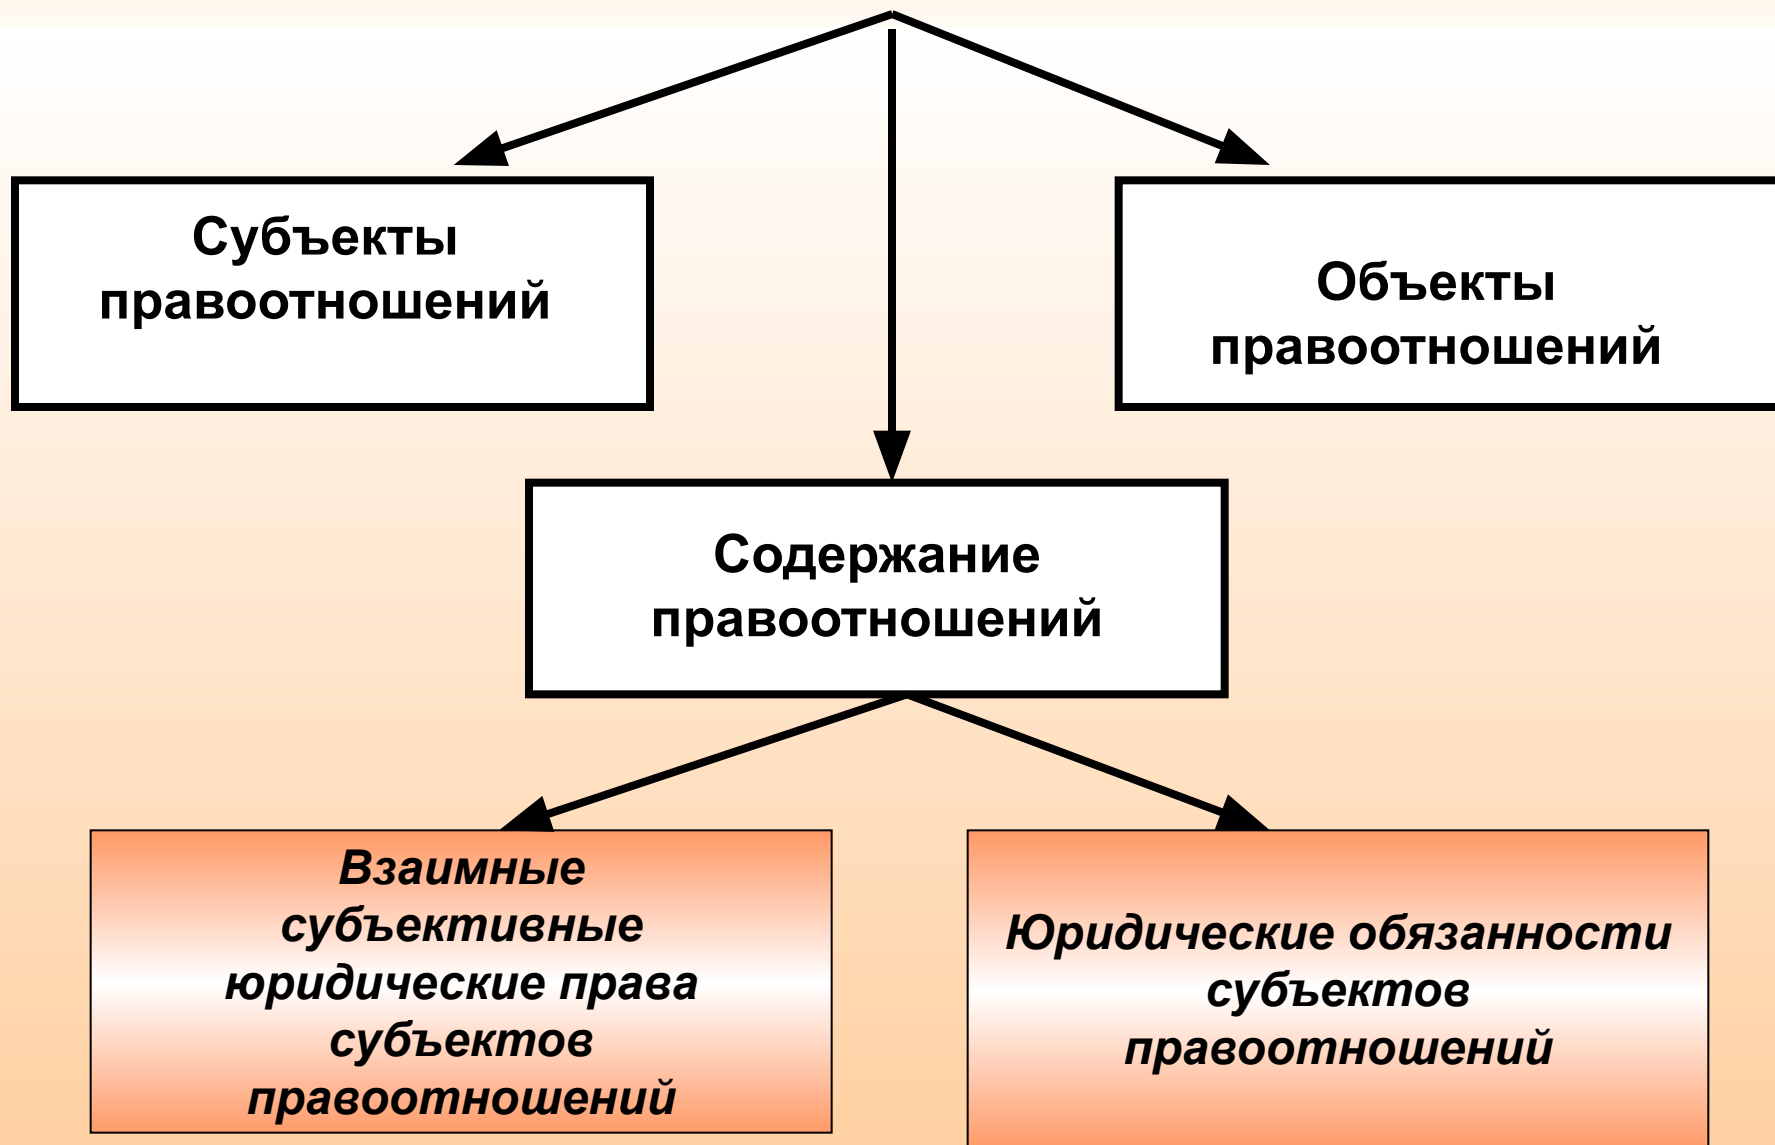 Субъекты
правоотношений
Объекты
правоотношений
Содержание
правоотношений
Взаимные
субъективные
юридические права
субъектов
правоотношений
Юридические обязанности
субъектов
правоотношений